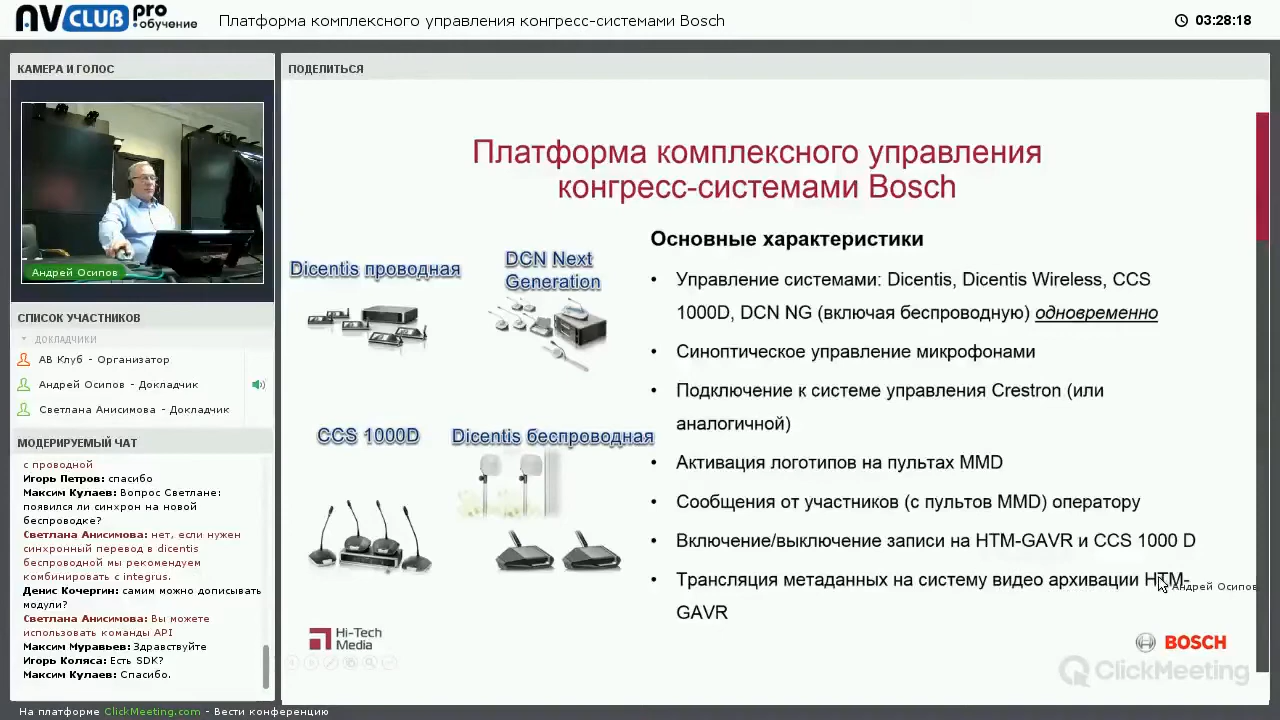 AV CLUB pro
.обучение
Платформа комплексного управления конгресс-системами Bosch
03:28:18
КАМЕРА И ГОЛОС
Андрей Осипов
СПИСОК УЧАСТНИКОВ
ДОКЛАДЧИКИ
АВ Клуб - Организатор
Андрей Осипов - Докладчик
Светлана Анисимова - Докладчик
МОДЕРИРУЕМЫЙ ЧАТ
с проводной
Игорь Петров: спасибо
Максим Кулаев: Вопрос Светлане:
появился ли синхрон на новой
беспроводке?
Светлана Анисимова: нет, если нужен
синхронный перевод в dicentis
беспроводной мы рекомендуем
комбинировать с integrus.
Денис Кочергин: самим можно дописывать
модули?
Светлана Анисимова: Вы можете
использовать команды API
Максим Муравьев: Здравствуйте
Игорь Коляса: Есть SDK?
Максим Кулаев: Спасибо.
ПОДЕЛИТЬСЯ
Платформа комплексного управления
конгресс-системами Bosch
Dicentis проводная
DCN Next
Generation
CCS 1000D
Dicentis беспроводная
Основные характеристики
• Управление системами: Dicentis, Dicentis Wireless, CCS
1000D, DCN NG (включая беспроводную) одновременно
• Синоптическое управление микрофонами
• Подключение к системе управления Crestron (или
аналогичной)
• Активация логотипов на пультах MMD
• Сообщения от участников (с пультов MMD) оператору
• Включение/выключение записи на HTM-GAVR и CCS 1000 D
• Трансляция метаданных на систему видео архивации HTM-
GAVR
Андрей Осипов
Hi-Tech
Media
BOSCH
ClickMeeting
На платформе ClickMeeting.com - Вести конференцию